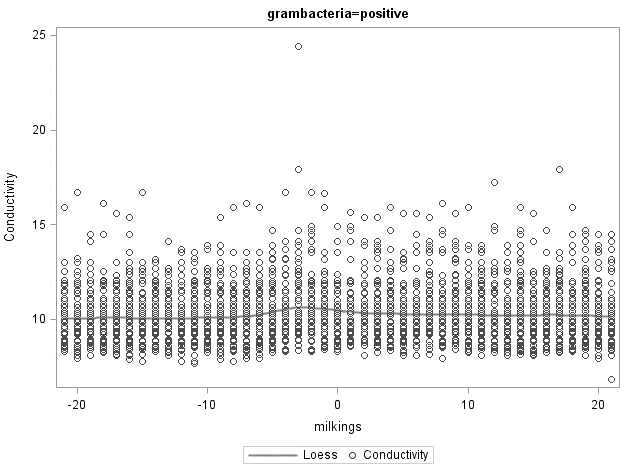 grambacteria=positive
25
20
15
10
Conductivity
-20 -10 0 10 20
milkings
Loess Conductivity